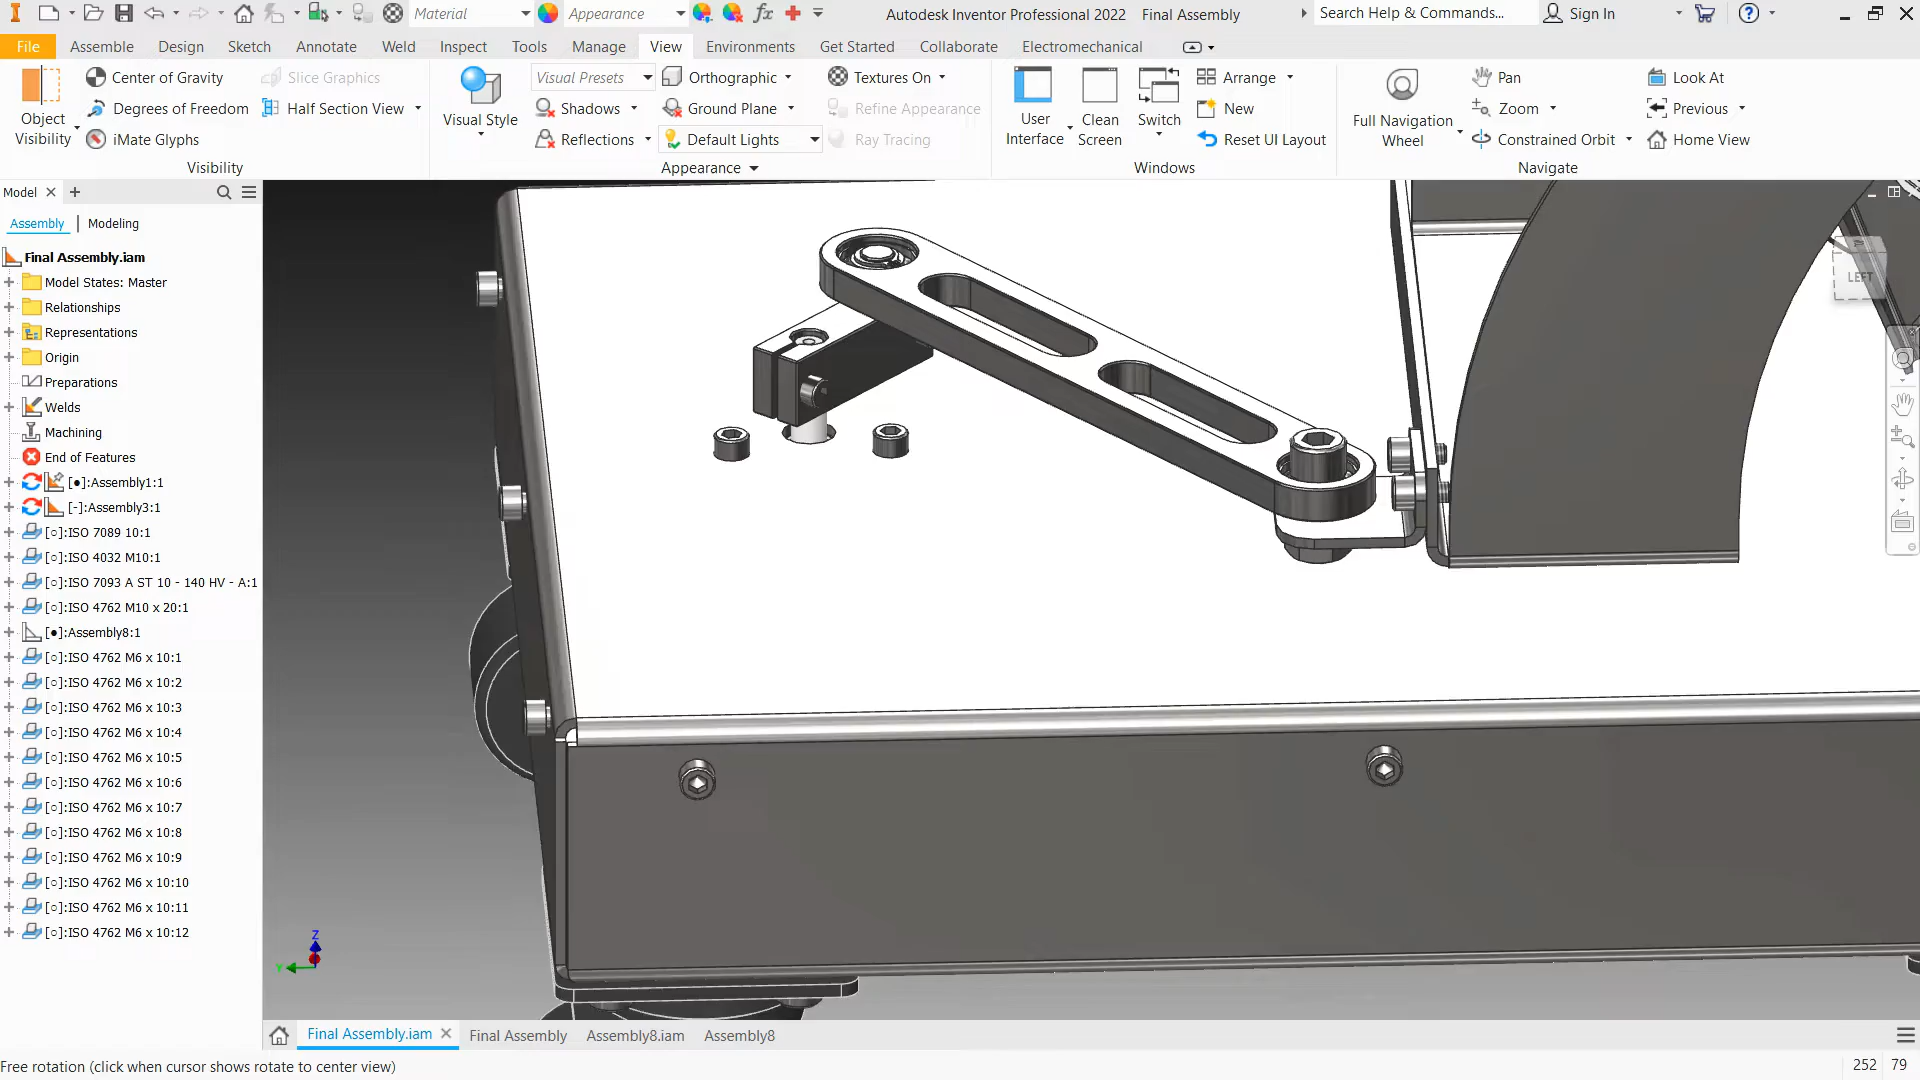 Material
Appearance
Autodesk Inventor Professional 2022 Final Assembly
Search Help & Commands...
Sign In
File
Assemble
Design
Sketch
Annotate
Weld
Inspect
Tools
Manage
View
Environments
Get Started
Collaborate
Electromechanical
Object
Visibility
Center of Gravity
Degrees of Freedom
iMate Glyphs
Slice Graphics
Half Section View
Visibility
Visual Style
Visual Presets
Shadows
Reflections
Orthographic
Ground Plane
Default Lights
Textures On
Refine Appearance
Ray Tracing
Appearance
User
Interface
Clean
Screen
Switch
Arrange
New
Reset UI Layout
Windows
Full Navigation
Wheel
Pan
Zoom
Constrained Orbit
Look At
Previous
Home View
Navigate
Model
Assembly
Modeling
Final Assembly.iam
Model States: Master
Relationships
Representations
Origin
Preparations
Welds
Machining
End of Features
[●]:Assembly1:1
[-]:Assembly3:1
[○]:ISO 7089 10:1
[○]:ISO 4032 M10:1
[○]:ISO 7093 A ST 10 - 140 HV - A:1
[○]:ISO 4762 M10 x 20:1
[●]:Assembly8:1
[○]:ISO 4762 M6 x 10:1
[○]:ISO 4762 M6 x 10:2
[○]:ISO 4762 M6 x 10:3
[○]:ISO 4762 M6 x 10:4
[○]:ISO 4762 M6 x 10:5
[○]:ISO 4762 M6 x 10:6
[○]:ISO 4762 M6 x 10:7
[○]:ISO 4762 M6 x 10:8
[○]:ISO 4762 M6 x 10:9
[○]:ISO 4762 M6 x 10:10
[○]:ISO 4762 M6 x 10:11
[○]:ISO 4762 M6 x 10:12
LEFT
Z
Y
Final Assembly.iam
Final Assembly
Assembly8.iam
Assembly8
Free rotation (click when cursor shows rotate to center view)
252 79